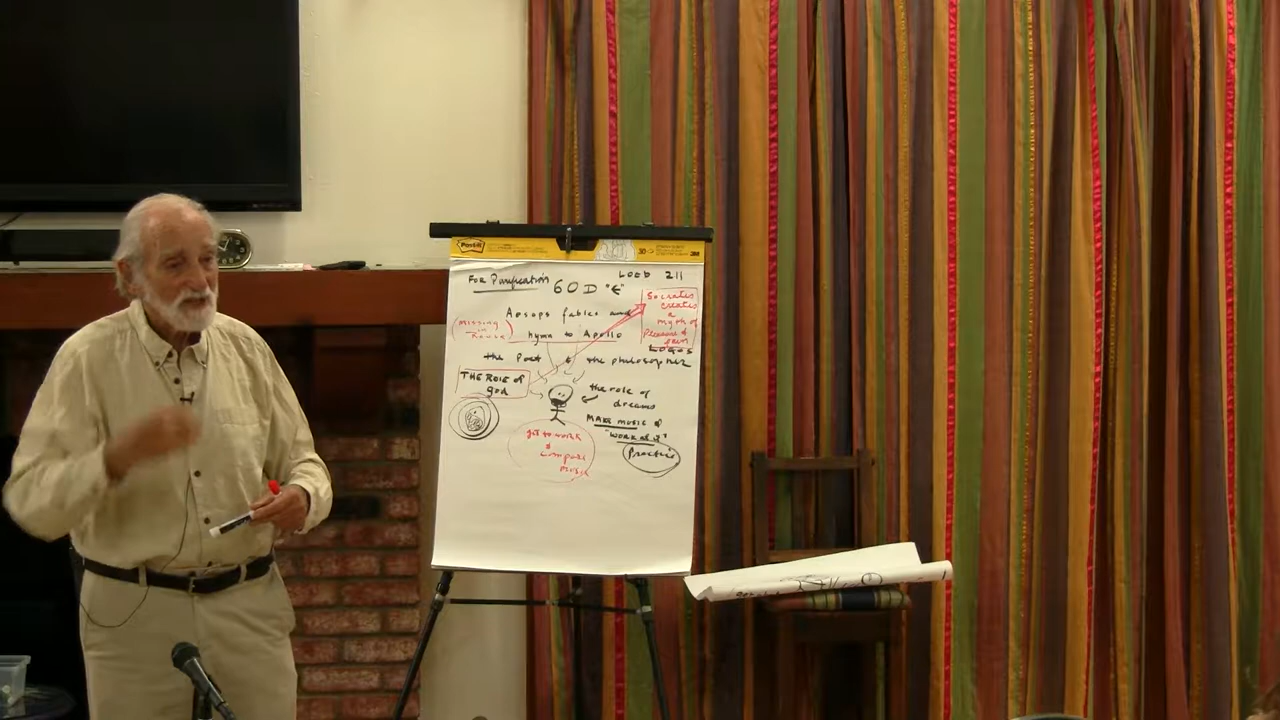 Post-it
LOEB 211
FOR Purification
60 D "E"
Socrates
creates
a
myth of
pleasure &
pain
LOGOS
Aesops fables and
(missing
in
hymn to Apollo
the Poet & the philosopher
THE ROLE of
god
the role of
dreams
MAKE music &
"work at it"
Practice
get to work
&
compose
music